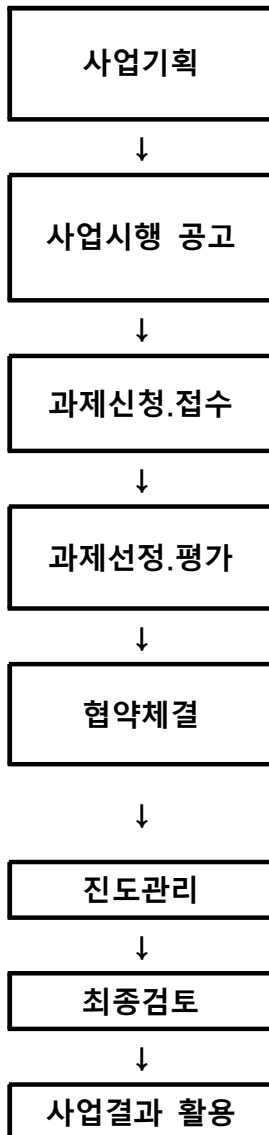 사업기획
↓
사업시행 공고
↓
과제신청.접수
↓
과제선정.평가
↓
협약체결
↓
진도관리
↓
최종검토
↓
사업결과 활용